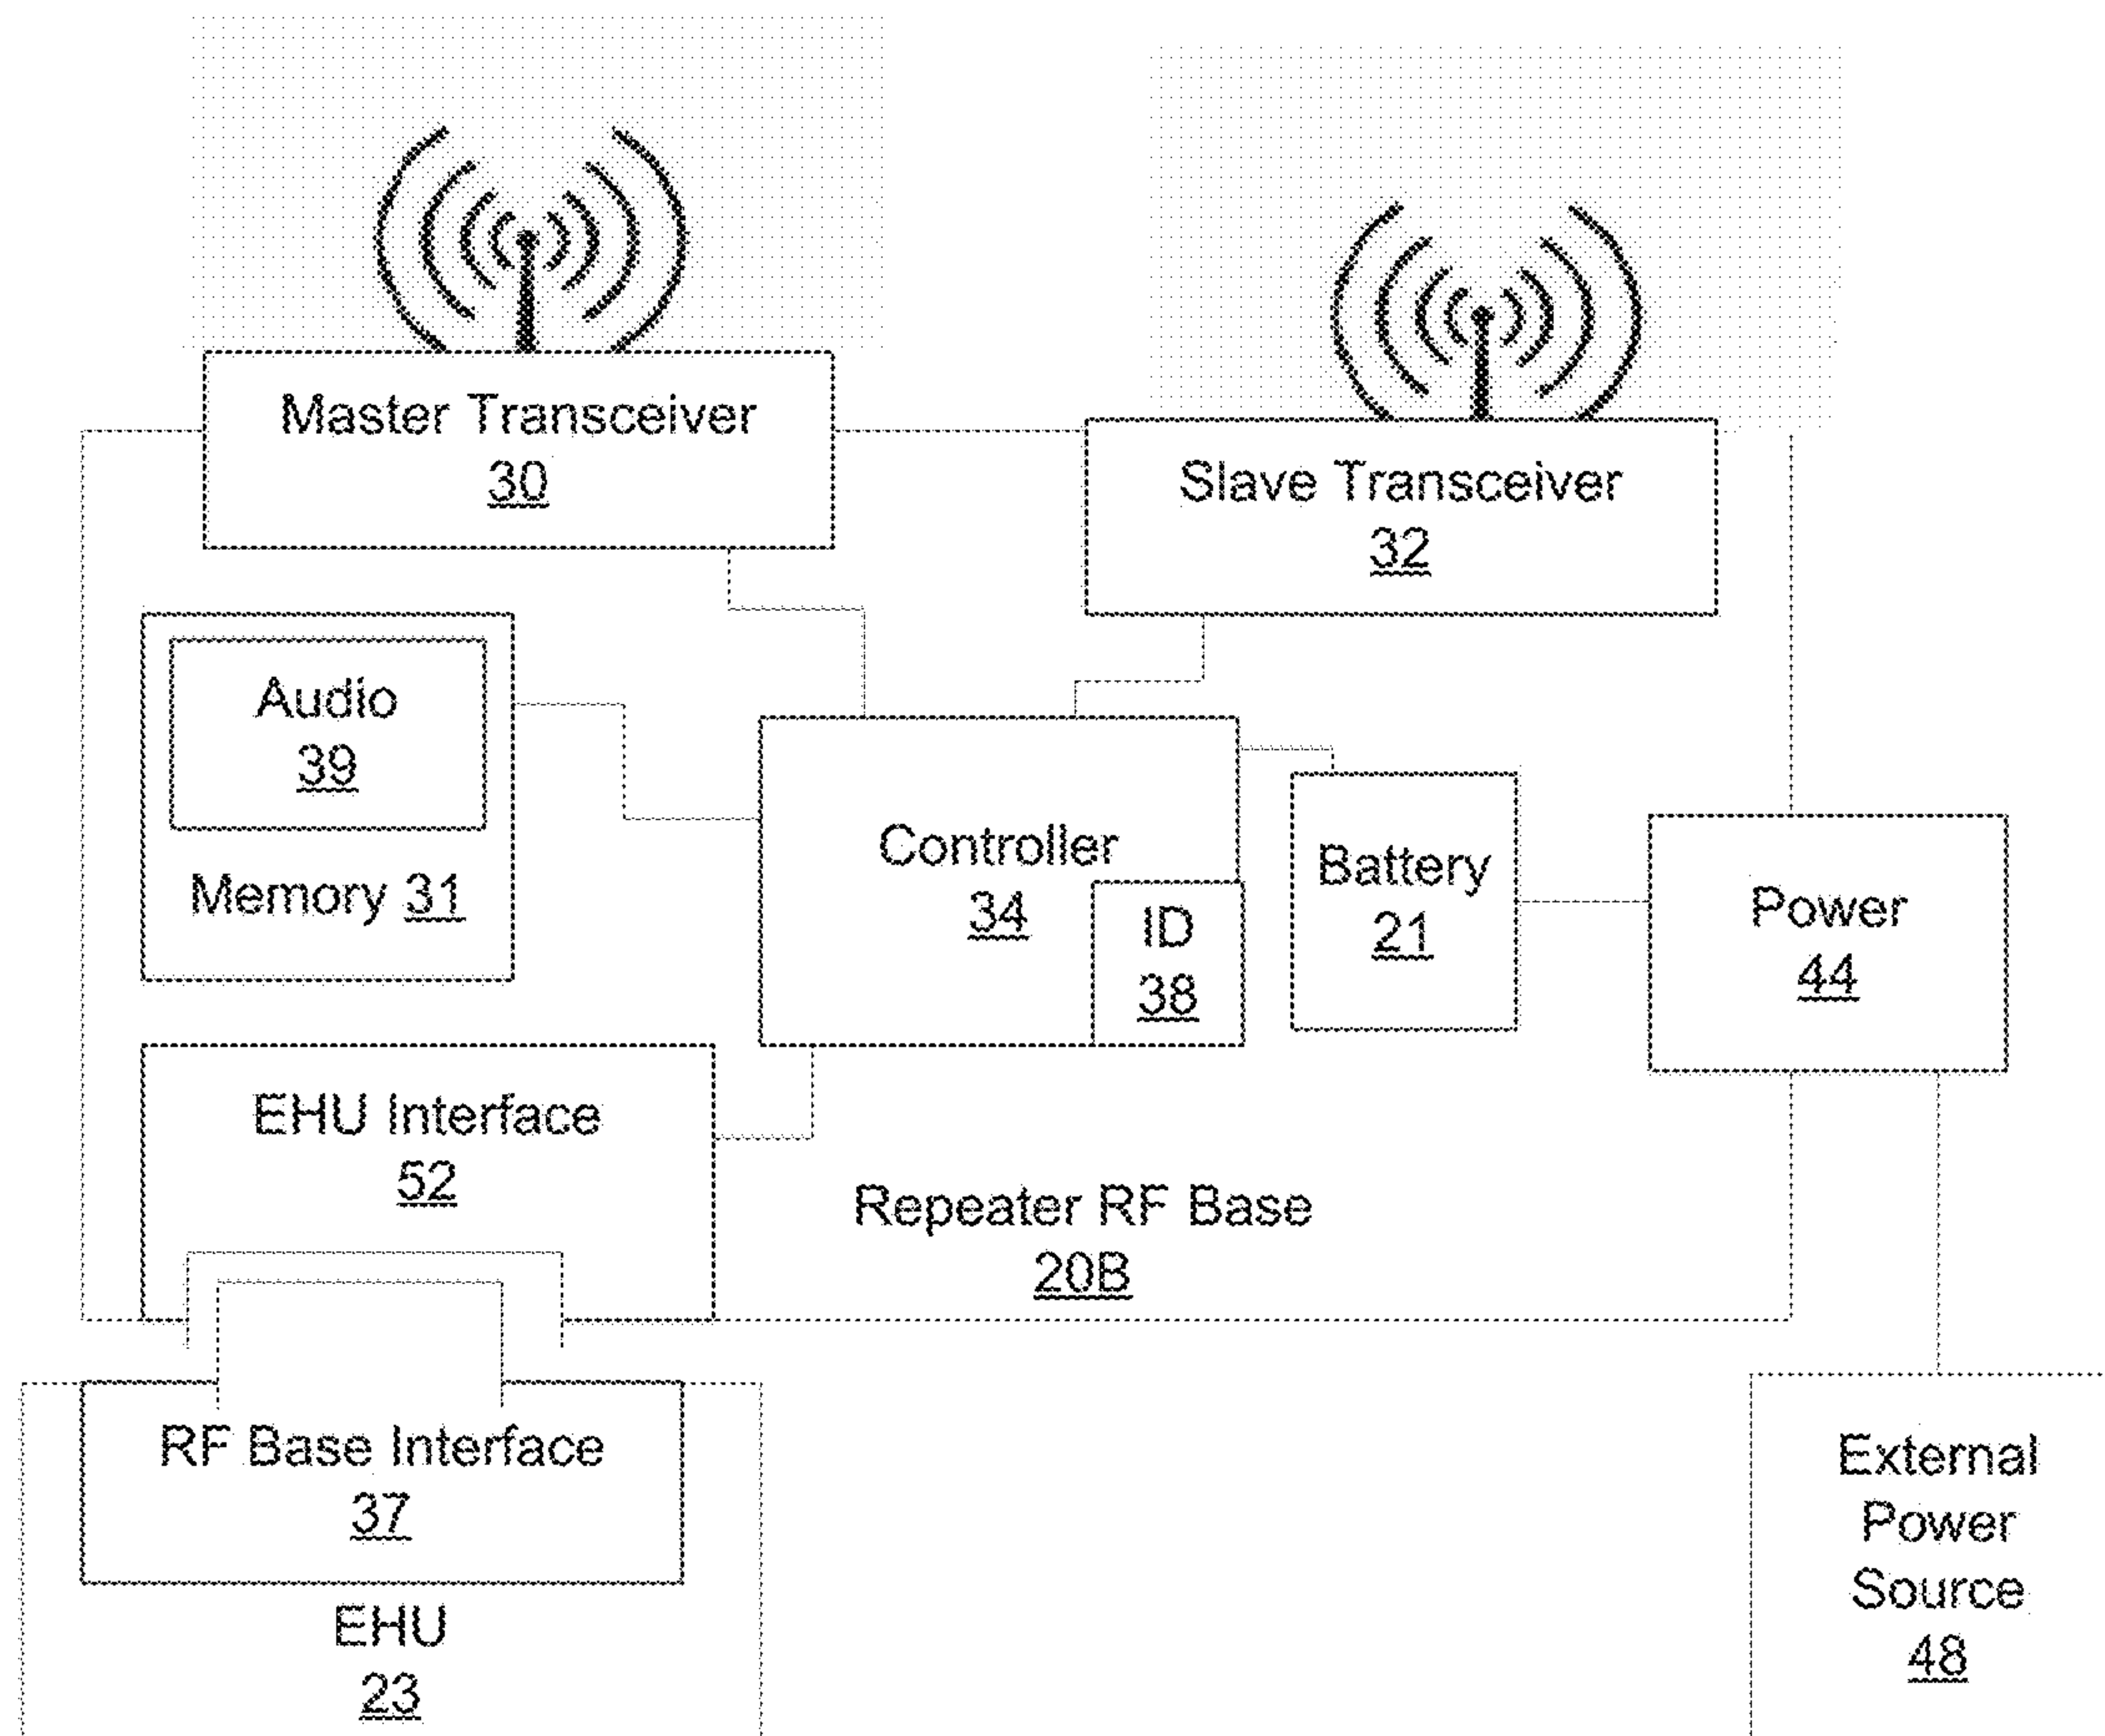 Master Transceiver
30
Slave Transceiver
32
Audio
39
Memory 31
Controller
34
ID
38
Battery
21
Power
44
EHU Interface
52
Repeater RF Base
20B
RF Base Interface
37
EHU
23
External
Power
Source
48